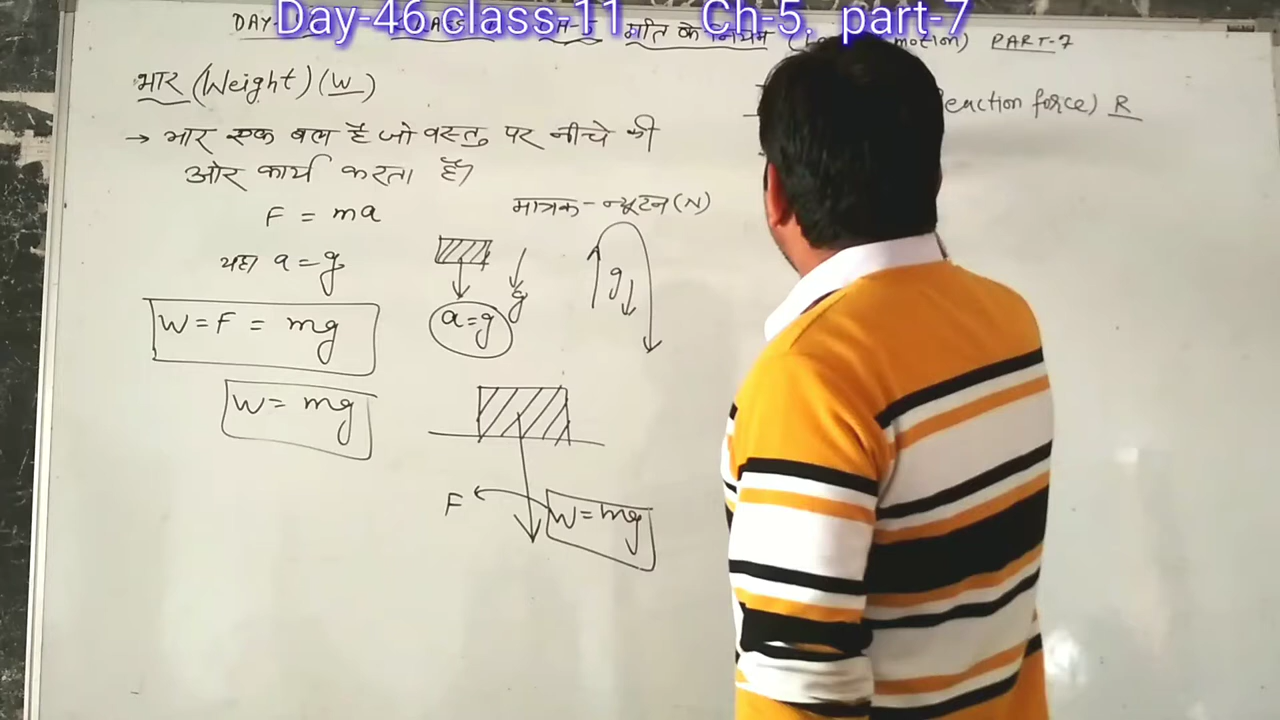 Day-46 class-11 Ch-5, part-7
DAY गति के नियम motion) PART-7
भार (Weight) (W)
→ भार एक बल है जो वस्तु पर नीचे की
ओर कार्य करता है।
F = ma
यहा a = g
W = F = mg
W = mg
मात्रक - न्यूटन (N)
g
a = g
g
F
W = mg
Reaction force) R